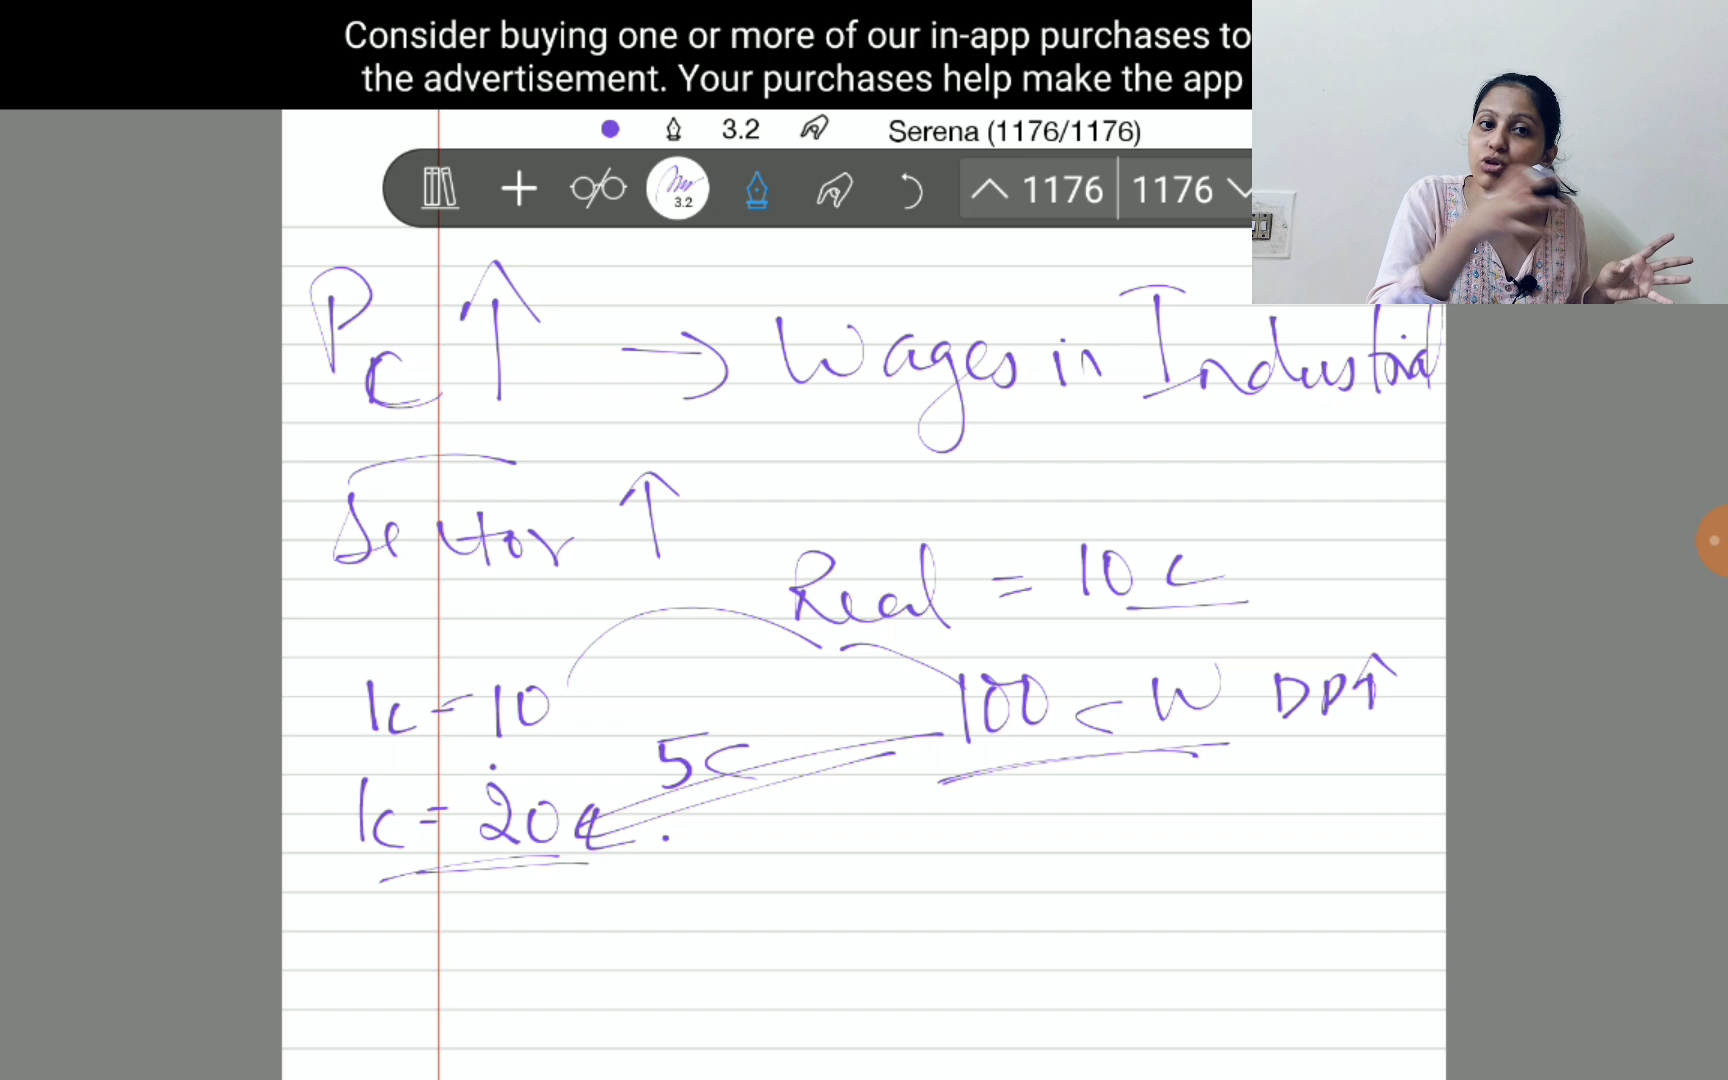 Consider buying one or more of our in-app purchases to
the advertisement. Your purchases help make the app
3.2 Serena (1176/1176)
3.2 1176 1176
Pc ↑ → Wages in Industrial
Sector ↑
Real = 10 C
1c = 10 100 C W DD↑
5C
1c = 20 C